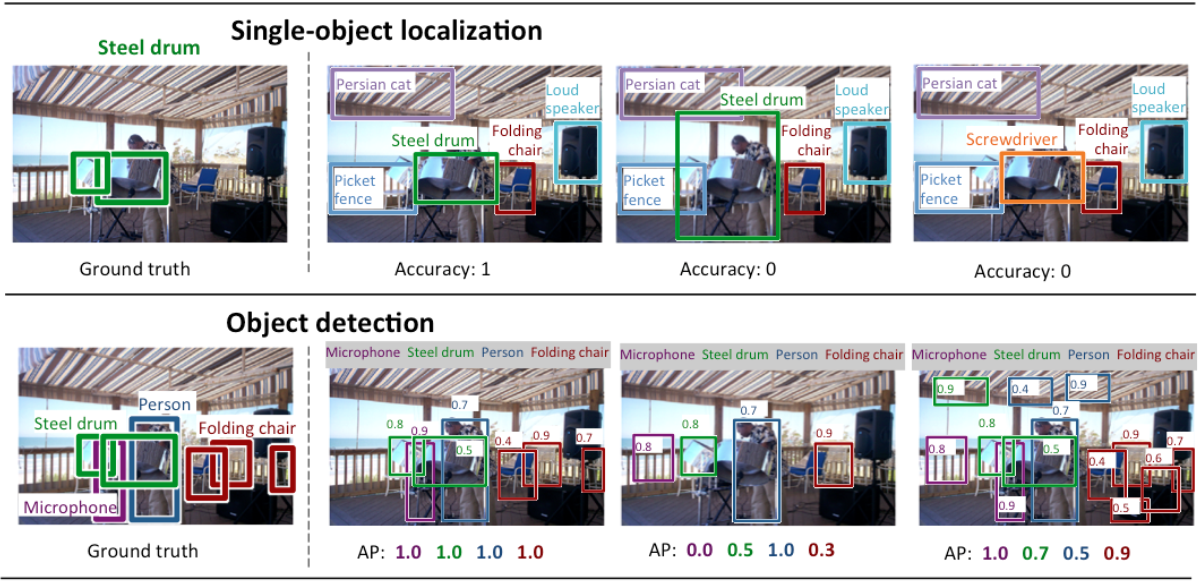 Single-object localization
Steel drum
Ground truth
Persian cat
Loud
speaker
Steel drum
Folding
chair
Picket
fence
Accuracy: 1
Persian cat
Steel drum
Loud
speaker
Folding
chair
Picket
fence
Accuracy: 0
Persian cat
Loud
speaker
Screwdriver
Folding
chair
Picket
fence
Accuracy: 0
Object detection
Person
Steel drum
Folding chair
Microphone
Ground truth
Microphone Steel drum Person Folding chair
0.7
0.8
0.9
0.4
0.9
0.7
0.5
AP: 1.0 1.0 1.0 1.0
Microphone Steel drum Person Folding chair
0.7
0.8
0.8
0.9
AP: 0.0 0.5 1.0 0.3
Microphone Steel drum Person Folding chair
0.9
0.4
0.9
0.7
0.8
0.8
0.9
0.7
0.5
0.4
0.6
0.9
0.5
AP: 1.0 0.7 0.5 0.9